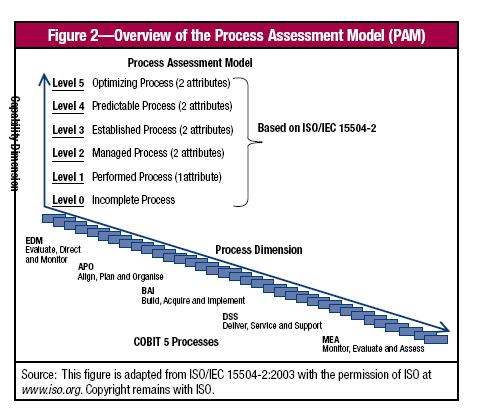 Figure 2—Overview of the Process Assessment Model (PAM)
Process Assessment Model
Capability Dimension
Level 5 Optimizing Process (2 attributes)
Level 4 Predictable Process (2 attributes)
Level 3 Established Process (2 attributes)
Level 2 Managed Process (2 attributes)
Level 1 Performed Process (1attribute)
Level 0 Incomplete Process
Based on ISO/IEC 15504-2
Process Dimension
EDM
Evaluate, Direct
and Monitor
APO
Align, Plan and Organise
BAI
Build, Acquire and Implement
DSS
Deliver, Service and Support
MEA
Monitor, Evaluate and Assess
COBIT 5 Processes
Source: This figure is adapted from ISO/IEC 15504-2:2003 with the permission of ISO at
www.iso.org. Copyright remains with ISO.